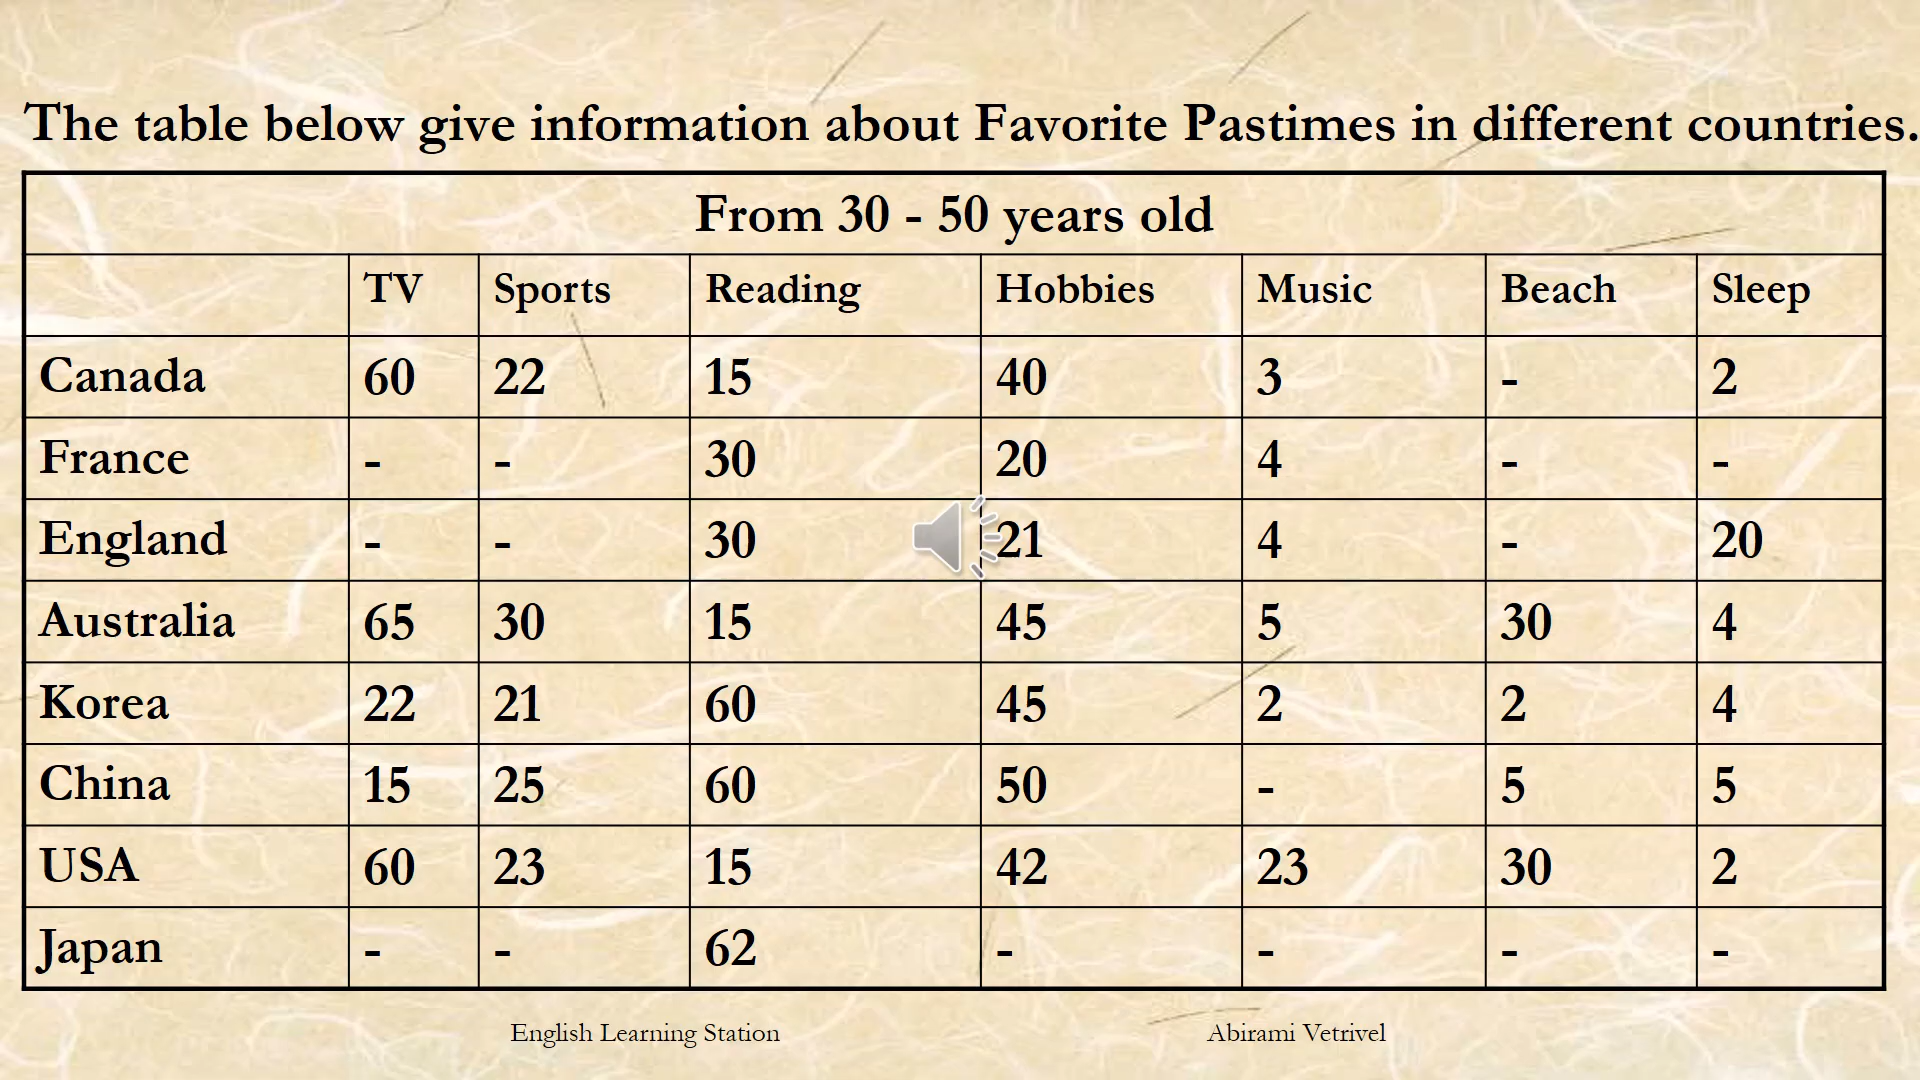 The table below give information about Favorite Pastimes in different countries.
From 30 - 50 years old
TV Sports Reading Hobbies Music Beach Sleep
Canada 60 22 15 40 3 - 2
France - - 30 20 4 - -
England - - 30 21 4 - 20
Australia 65 30 15 45 5 30 4
Korea 22 21 60 45 2 2 4
China 15 25 60 50 - 5 5
USA 60 23 15 42 23 30 2
Japan - - 62 - - - -
English Learning Station Abirami Vetrivel